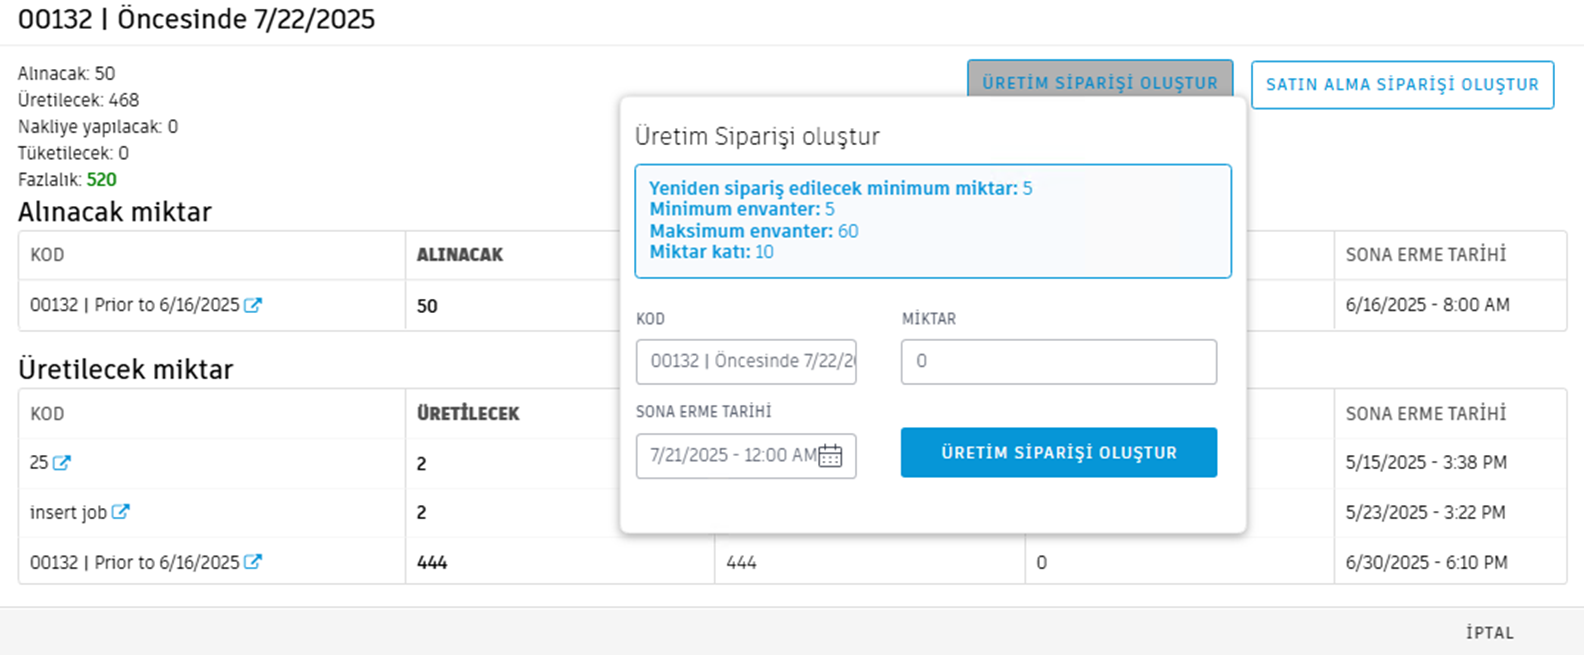 00132 | Öncesinde 7/22/2025
Alınacak: 50
Üretilecek: 468
Nakliye yapılacak: 0
Tüketilecek: 0
Fazlalık: 520
ÜRETİM SİPARİŞİ OLUŞTUR
SATIN ALMA SİPARİŞİ OLUŞTUR
Üretim Siparişi oluştur
Yeniden sipariş edilecek minimum miktar: 5
Minimum envanter: 5
Maksimum envanter: 60
Miktar katı: 10
KOD
MİKTAR
00132 | Öncesinde 7/22/20
0
SONA ERME TARİHİ
7/21/2025 - 12:00 AM
ÜRETİM SİPARİŞİ OLUŞTUR
Alınacak miktar
KOD ALINACAK SONA ERME TARİHİ
00132 | Prior to 6/16/2025 50 6/16/2025 - 8:00 AM
Üretilecek miktar
KOD ÜRETİLECEK SONA ERME TARİHİ
25 2 5/15/2025 - 3:38 PM
insert job 2 5/23/2025 - 3:22 PM
00132 | Prior to 6/16/2025 444 444 0 6/30/2025 - 6:10 PM
İPTAL